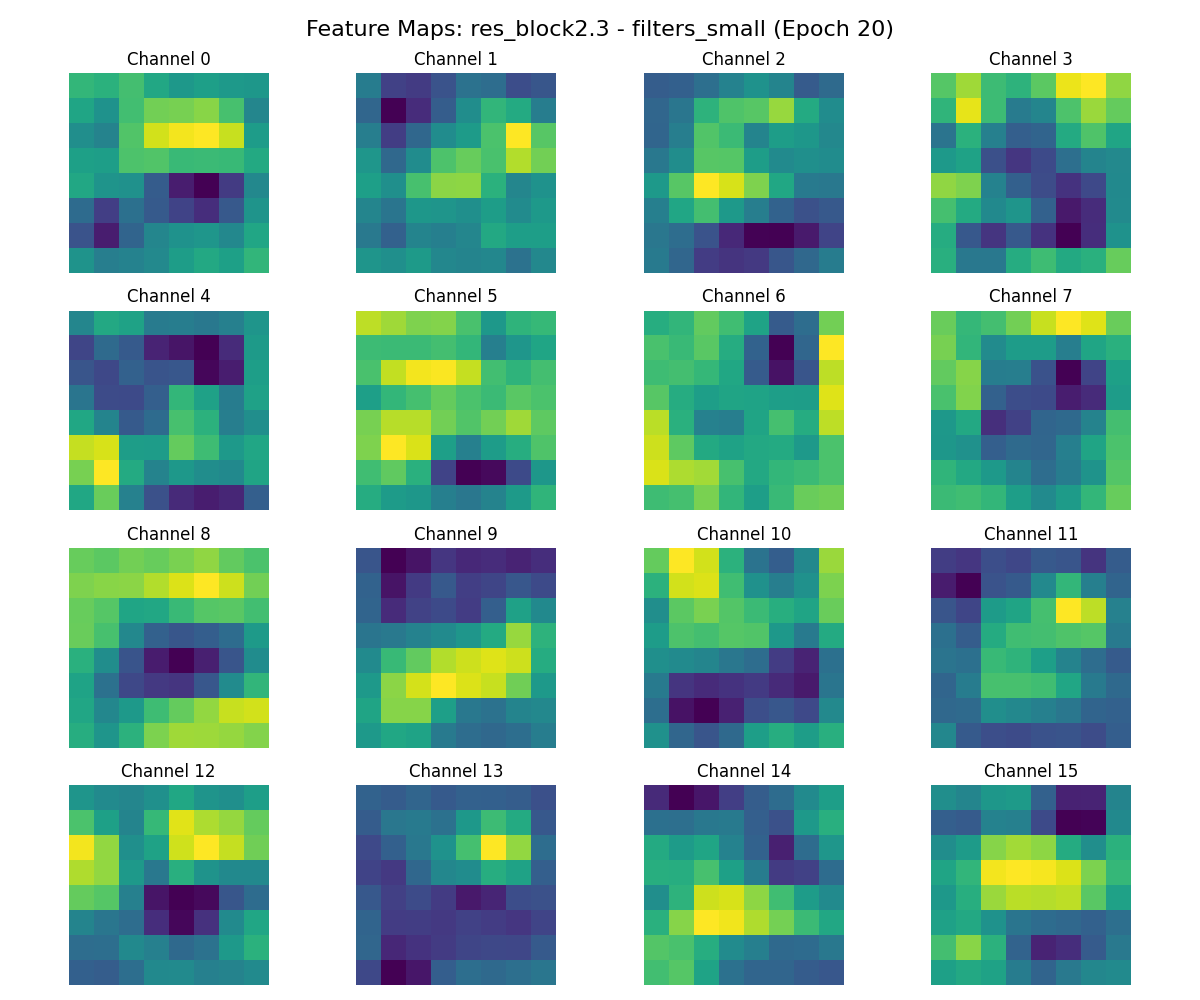 Feature Maps: res_block2.3 - filters_small (Epoch 20)
Channel 0
Channel 1
Channel 2
Channel 3
Channel 4
Channel 5
Channel 6
Channel 7
Channel 8
Channel 9
Channel 10
Channel 11
Channel 12
Channel 13
Channel 14
Channel 15